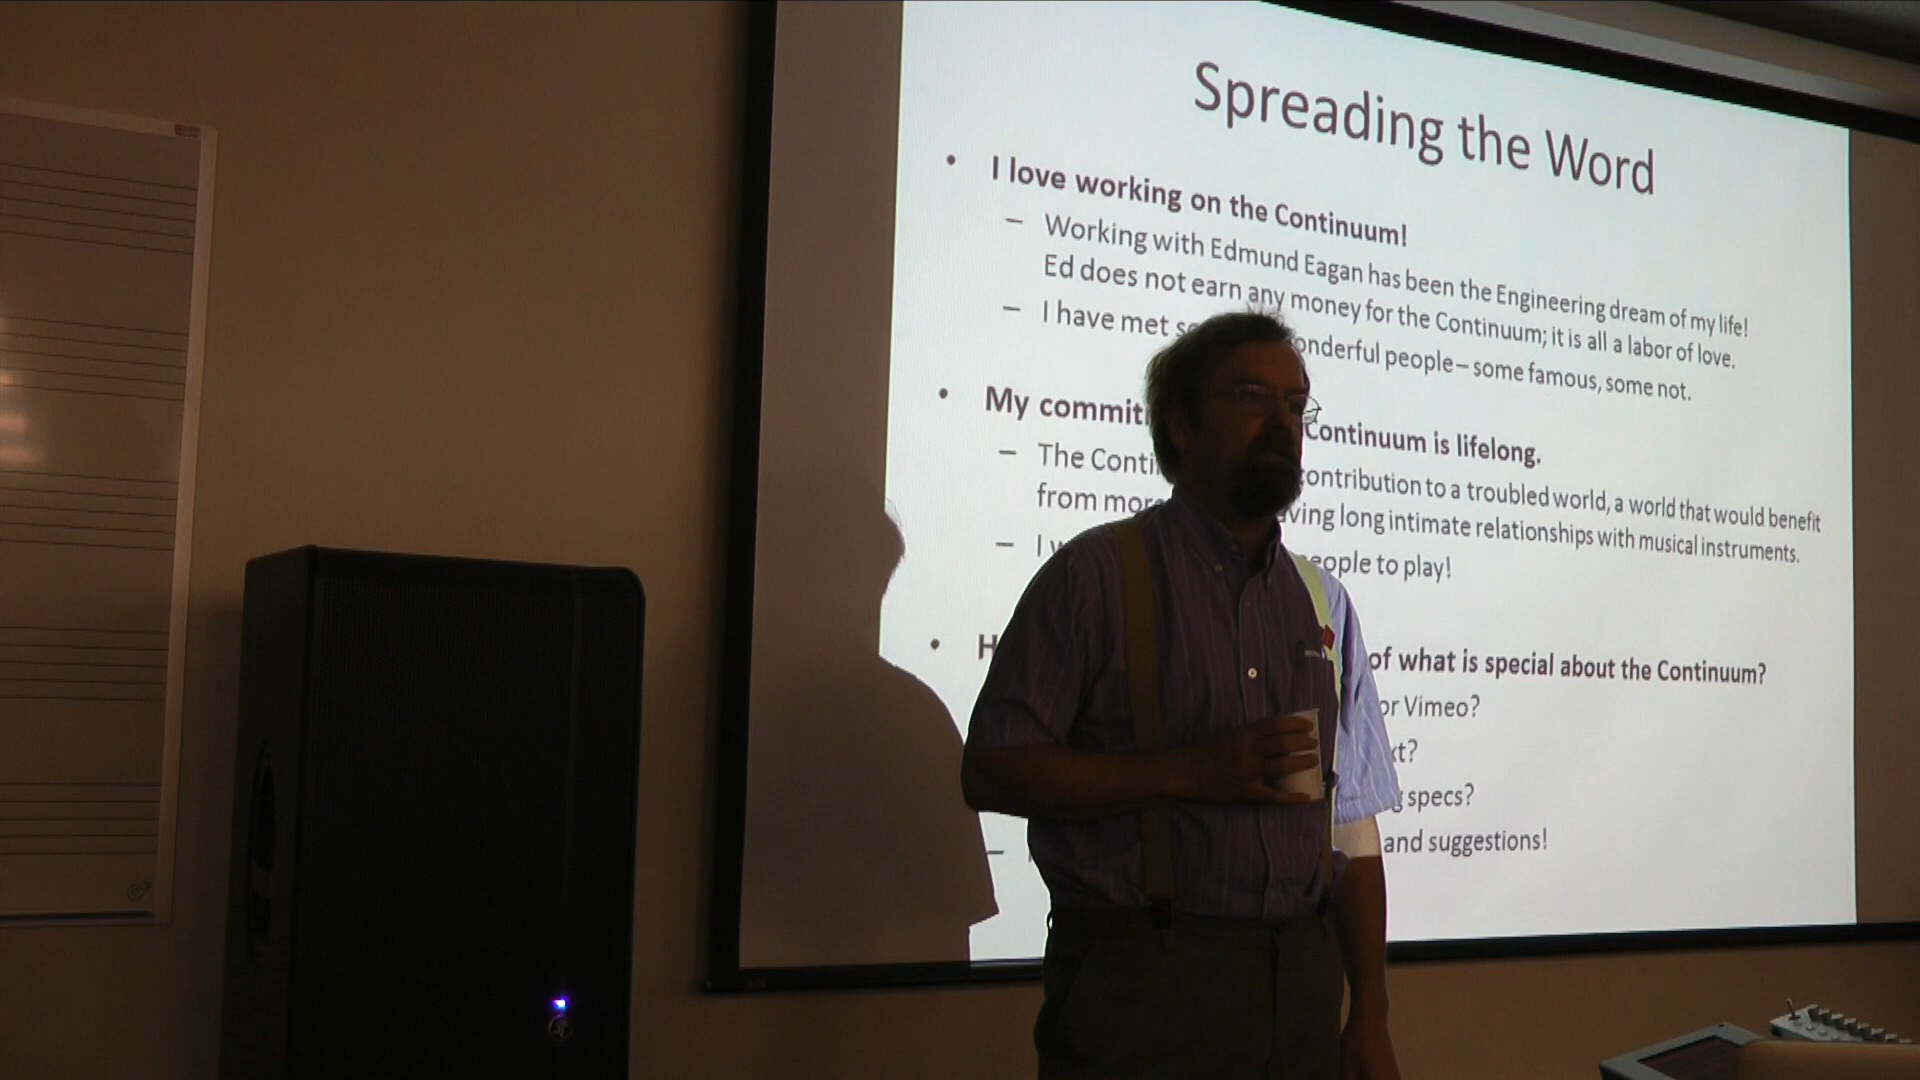 Spreading the Word
• I love working on the Continuum!
– Working with Edmund Eagan has been the Engineering dream of my life!
Ed does not earn any money for the Continuum; it is all a labor of love.
– I have met onderful people – some famous, some not.
• My commit Continuum is lifelong.
– The Conti contribution to a troubled world, a world that would benefit
from more ving long intimate relationships with musical instruments.
– I w eople to play!
• H of what is special about the Continuum?
or Vimeo?
xt?
g specs?
– and suggestions!